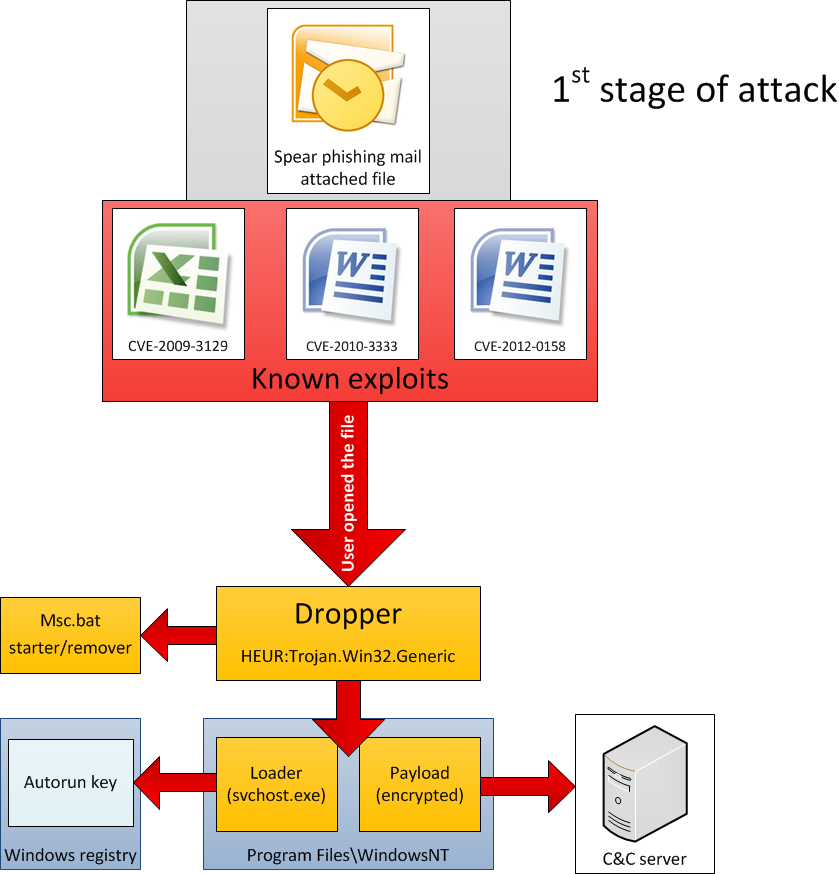 1st stage of attack
Spear phishing mail
attached file
CVE-2009-3129
CVE-2010-3333
CVE-2012-0158
Known exploits
User opened the file
Dropper
HEUR:Trojan.Win32.Generic
Msc.bat
starter/remover
Autorun key
Windows registry
Loader
(svchost.exe)
Payload
(encrypted)
Program Files\WindowsNT
C&C server